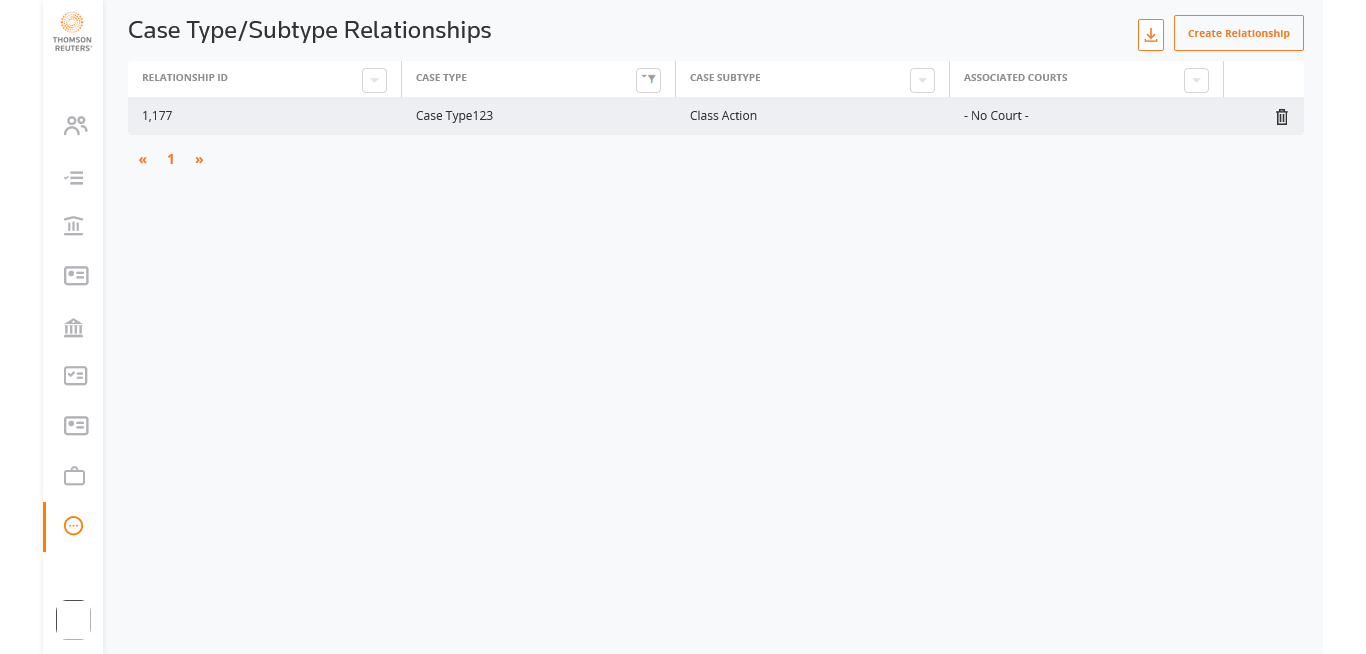 THOMSON
REUTERS®
Case Type/Subtype Relationships
Create Relationship
RELATIONSHIP ID
CASE TYPE
CASE SUBTYPE
ASSOCIATED COURTS
1,177
Case Type123
Class Action
- No Court -
« 1 »